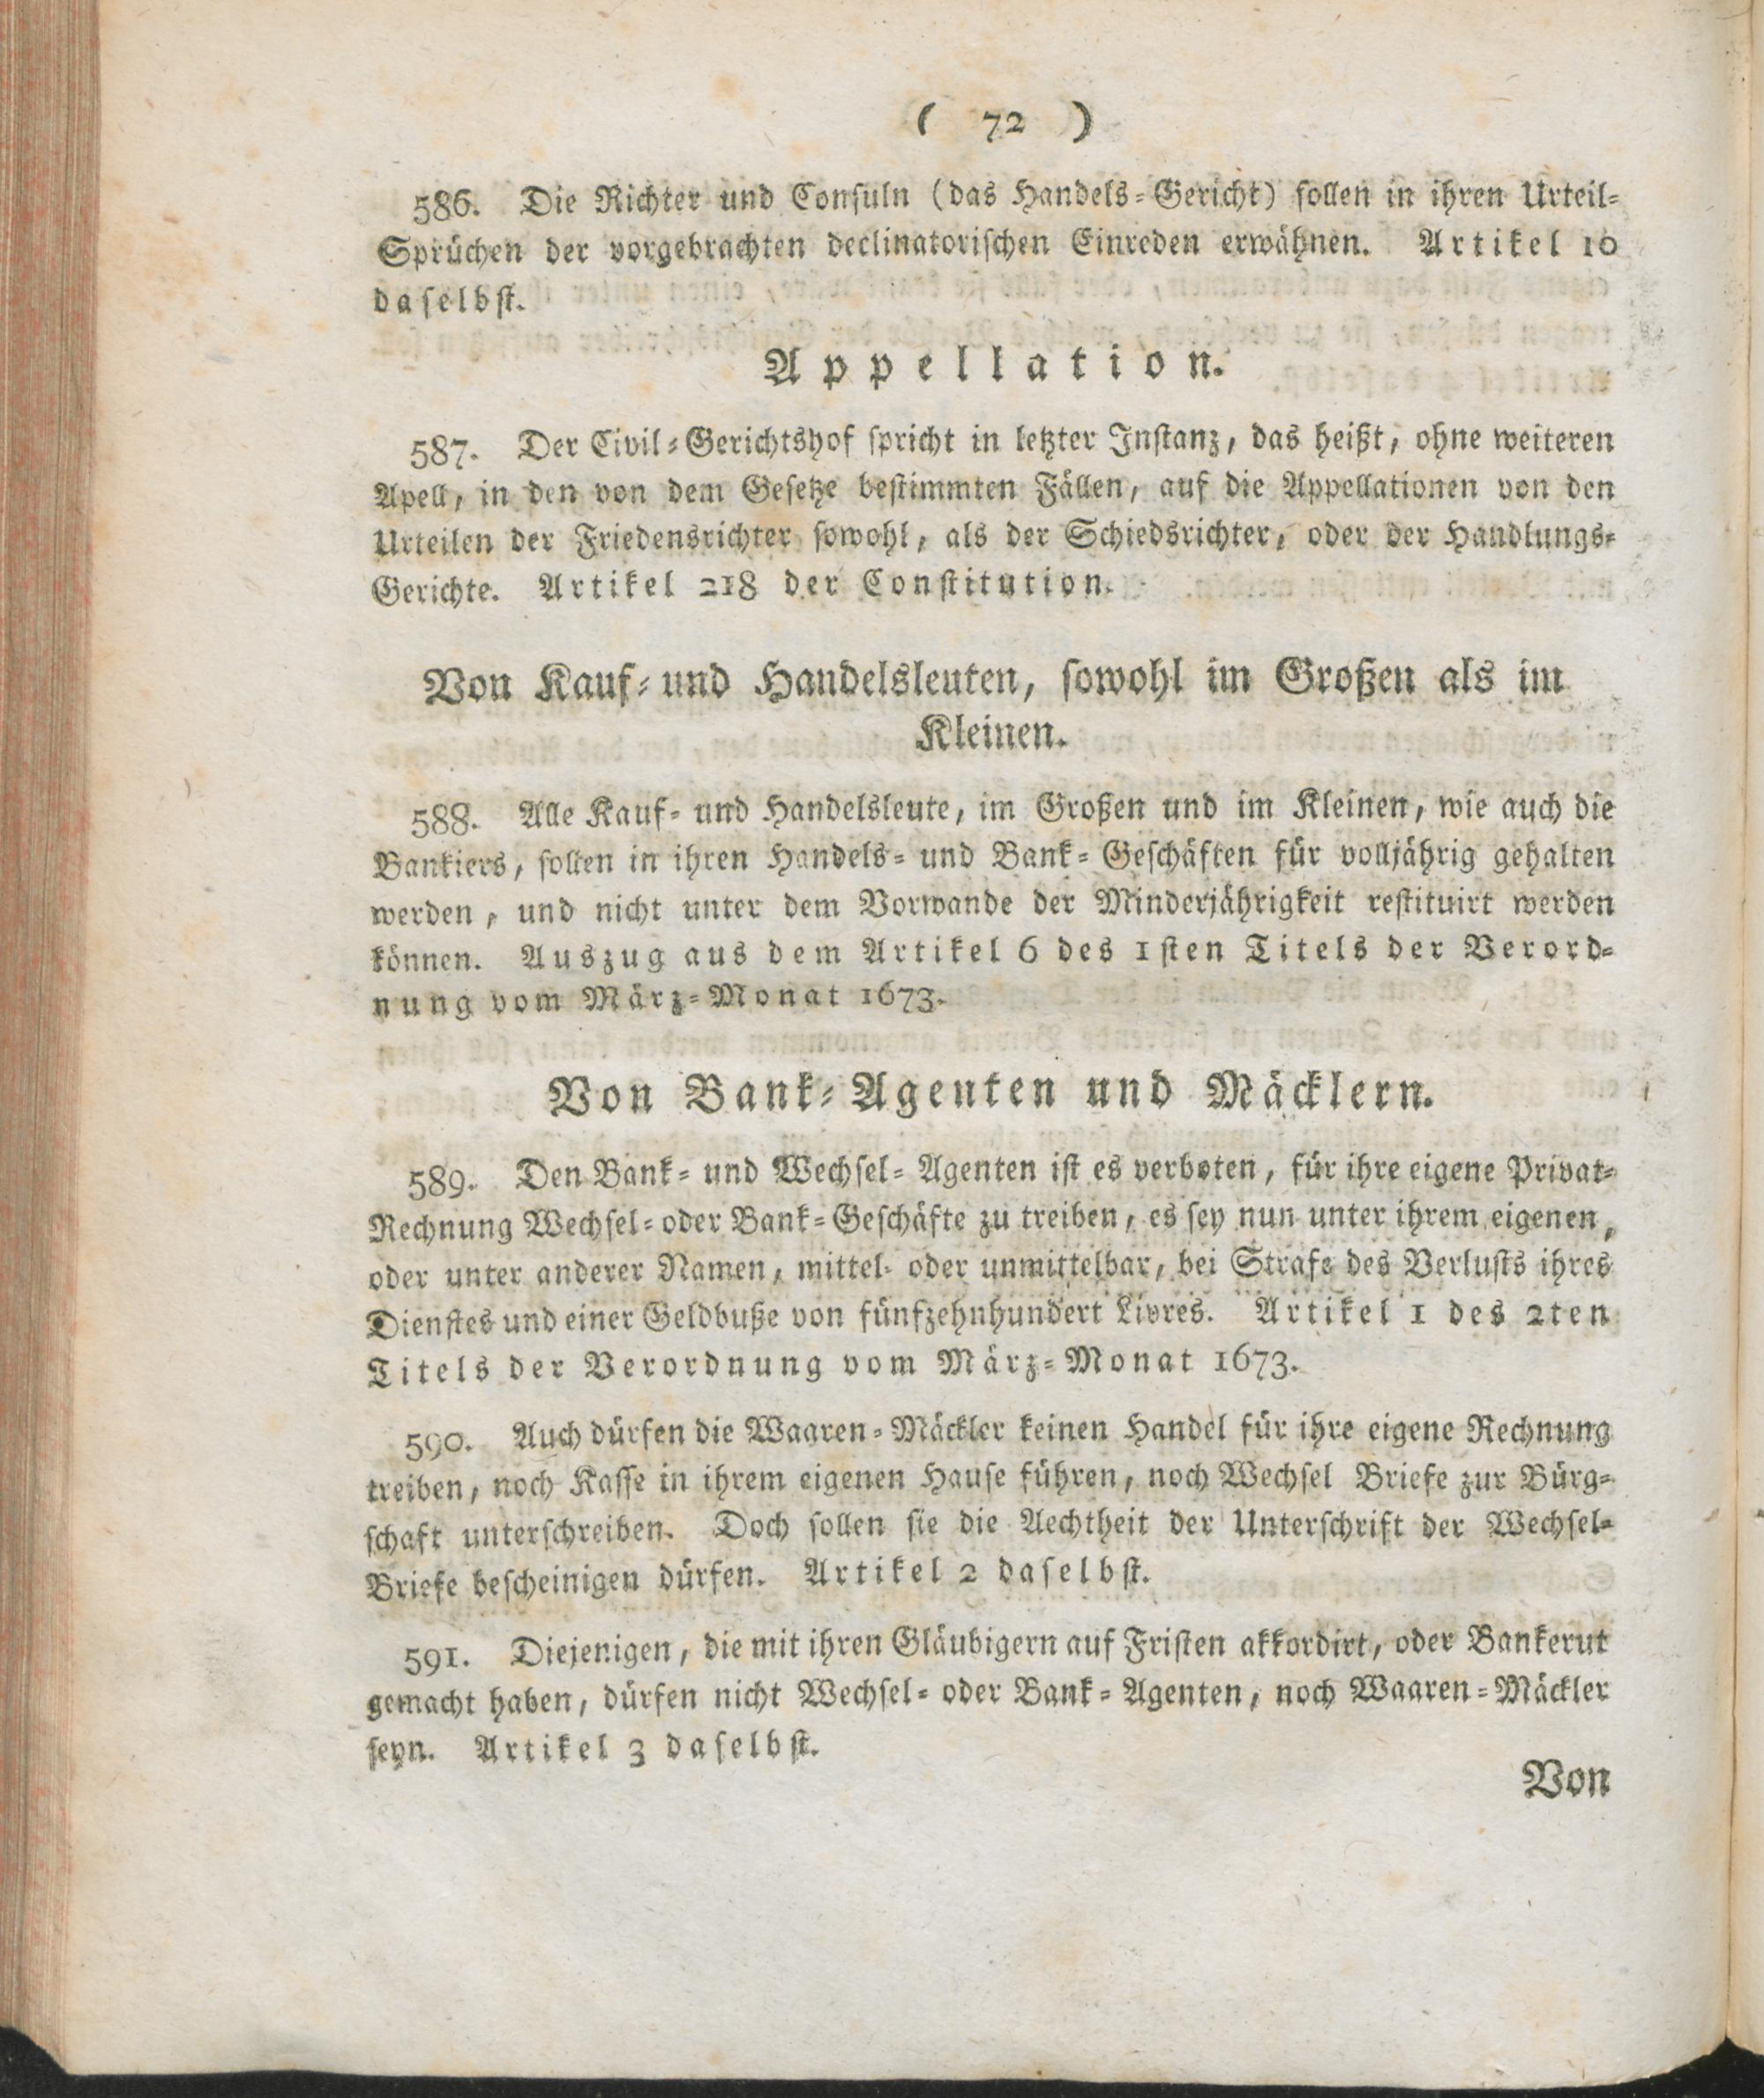 ( 72 )
586. Die Richter und Consuln (das Handels-Gericht) sollen in ihren Urteil-
Sprüchen der vorgebrachten declinatorischen Einreden erwähnen. Artikel 10
daselbst.
Appellation.
587. Der Civil-Gerichtshof spricht in letzter Instanz, das heißt, ohne weiteren
Apell, in den von dem Gesetze bestimmten Fällen, auf die Appellationen von den
Urteilen der Friedensrichter sowohl, als der Schiedsrichter, oder der Handlungs-
Gerichte. Artikel 218 der Constitution.
Von Kauf- und Handelsleuten, sowohl im Großen als im
Kleinen.
588. Alle Kauf- und Handelsleute, im Großen und im Kleinen, wie auch die
Bankiers, sollen in ihren Handels- und Bank-Geschäften für volljährig gehalten
werden, und nicht unter dem Vorwande der Minderjährigkeit restituirt werden
können. Auszug aus dem Artikel 6 des 1sten Titels der Verord-
nung vom März-Monat 1673.
Von Bank-Agenten und Mäcklern.
589. Den Bank- und Wechsel-Agenten ist es verboten, für ihre eigene Privat-
Rechnung Wechsel- oder Bank-Geschäfte zu treiben, es sey nun unter ihrem eigenen,
oder unter anderer Namen, mittel- oder unmittelbar, bei Strafe des Verlusts ihres
Dienstes und einer Geldbuße von fünfzehnhundert Livres. Artikel 1 des 2ten
Titels der Verordnung vom März-Monat 1673.
590. Auch dürfen die Waaren-Mäckler keinen Handel für ihre eigene Rechnung
treiben, noch Kasse in ihrem eigenen Hause führen, noch Wechsel Briefe zur Bürg-
schaft unterschreiben. Doch sollen sie die Aechtheit der Unterschrift der Wechsel-
Briefe bescheinigen dürfen. Artikel 2 daselbst.
591. Diejenigen, die mit ihren Gläubigern auf Fristen akkordirt, oder Bankerut
gemacht haben, dürfen nicht Wechsel- oder Bank-Agenten, noch Waaren-Mäckler
seyn. Artikel 3 daselbst.
Von